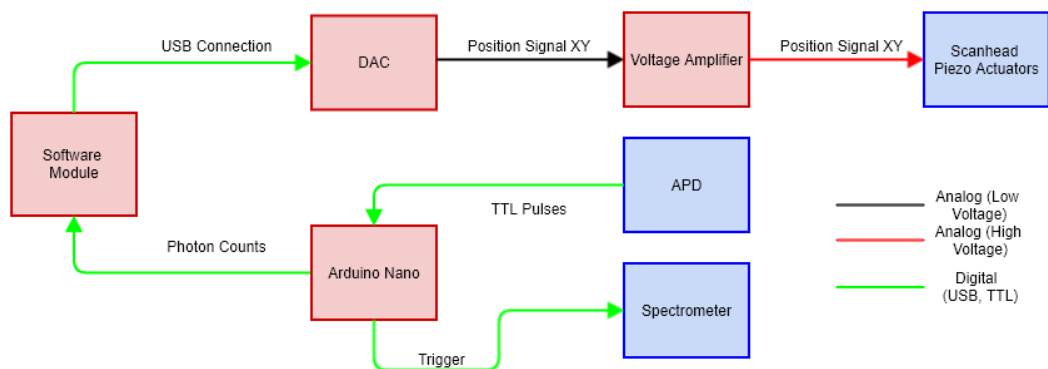 USB Connection
DAC
Position Signal XY
Voltage Amplifier
Position Signal XY
Scanhead
Piezo Actuators
Software
Module
APD
TTL Pulses
Photon Counts
Arduino Nano
Trigger
Spectrometer
Analog (Low
Voltage)
Analog (High
Voltage)
Digital
(USB, TTL)